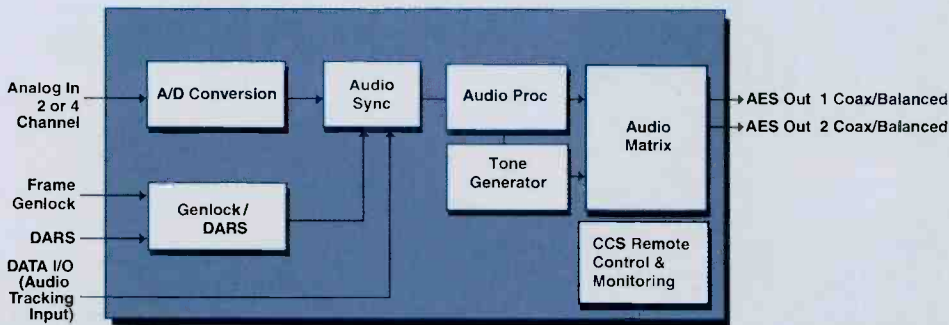 Analog In
2 or 4
Channel
A/D Conversion
Audio
Sync
Audio Proc
Tone
Generator
Audio
Matrix
AES Out 1 Coax/Balanced
AES Out 2 Coax/Balanced
Frame
Genlock
DARS
Genlock/
DARS
DATA I/O
(Audio
Tracking
Input)
CCS Remote
Control &
Monitoring